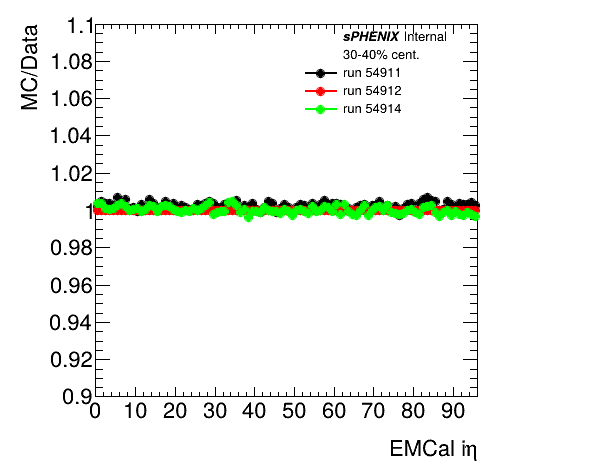 MC/Data
1.1
1.08
1.06
1.04
1.02
1
0.98
0.96
0.94
0.92
0.9
sPHENIX Internal
30-40% cent.
run 54911
run 54912
run 54914
0 10 20 30 40 50 60 70 80 90
EMCal iη